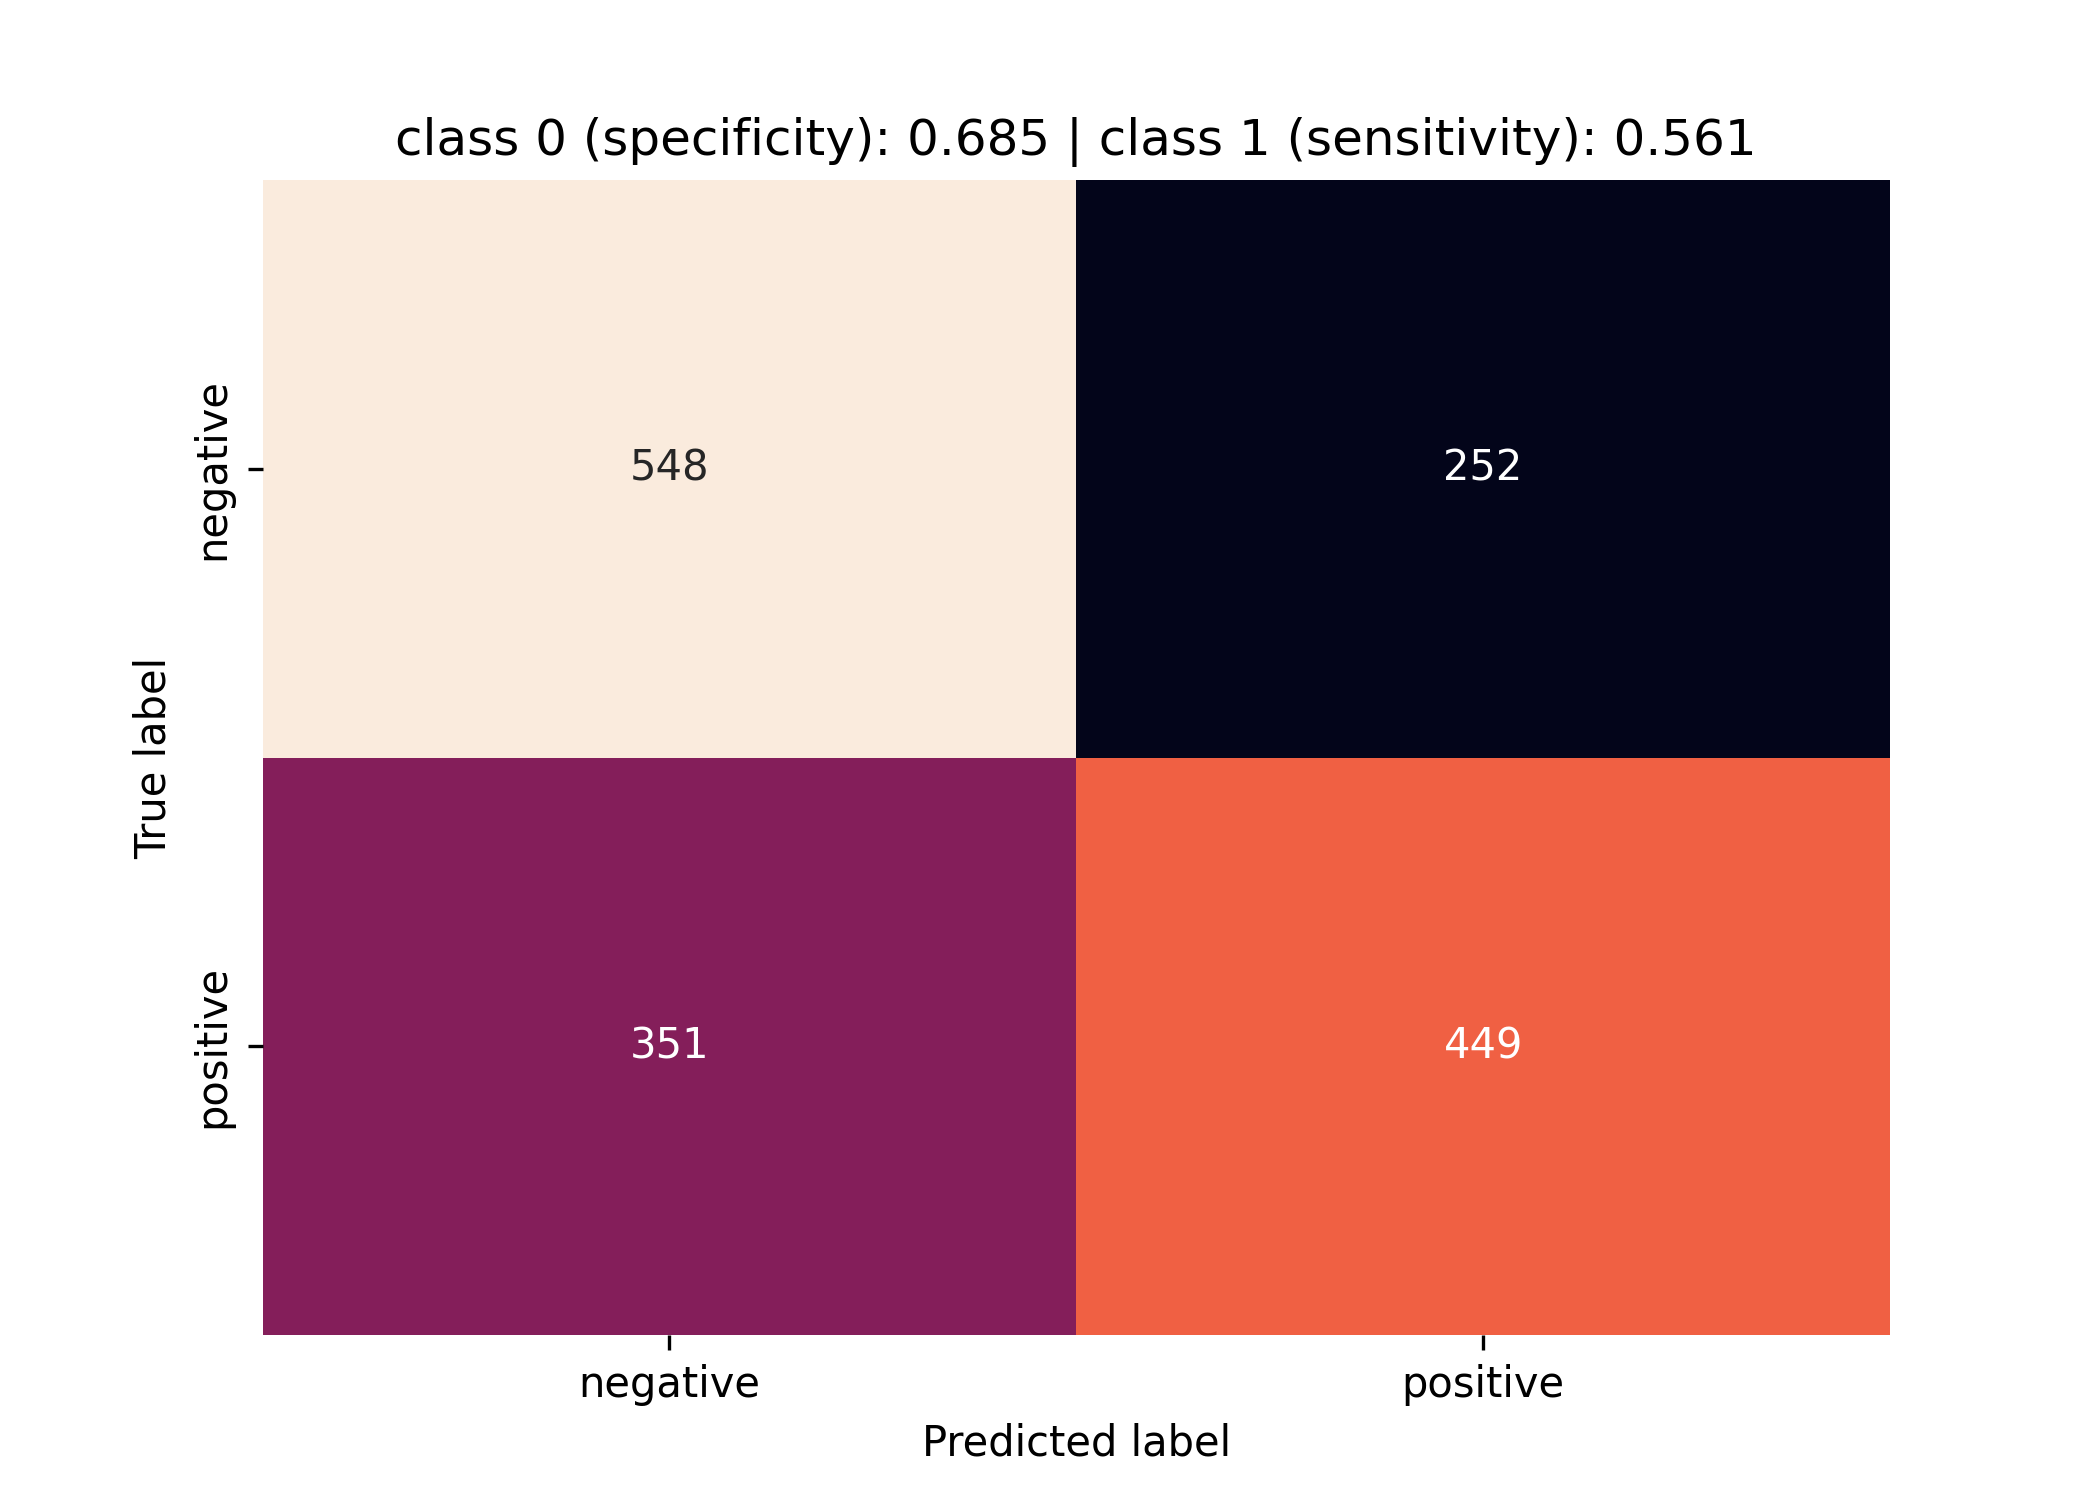 class 0 (specificity): 0.685 | class 1 (sensitivity): 0.561
True label
negative
548 252
positive
351 449
negative positive
Predicted label